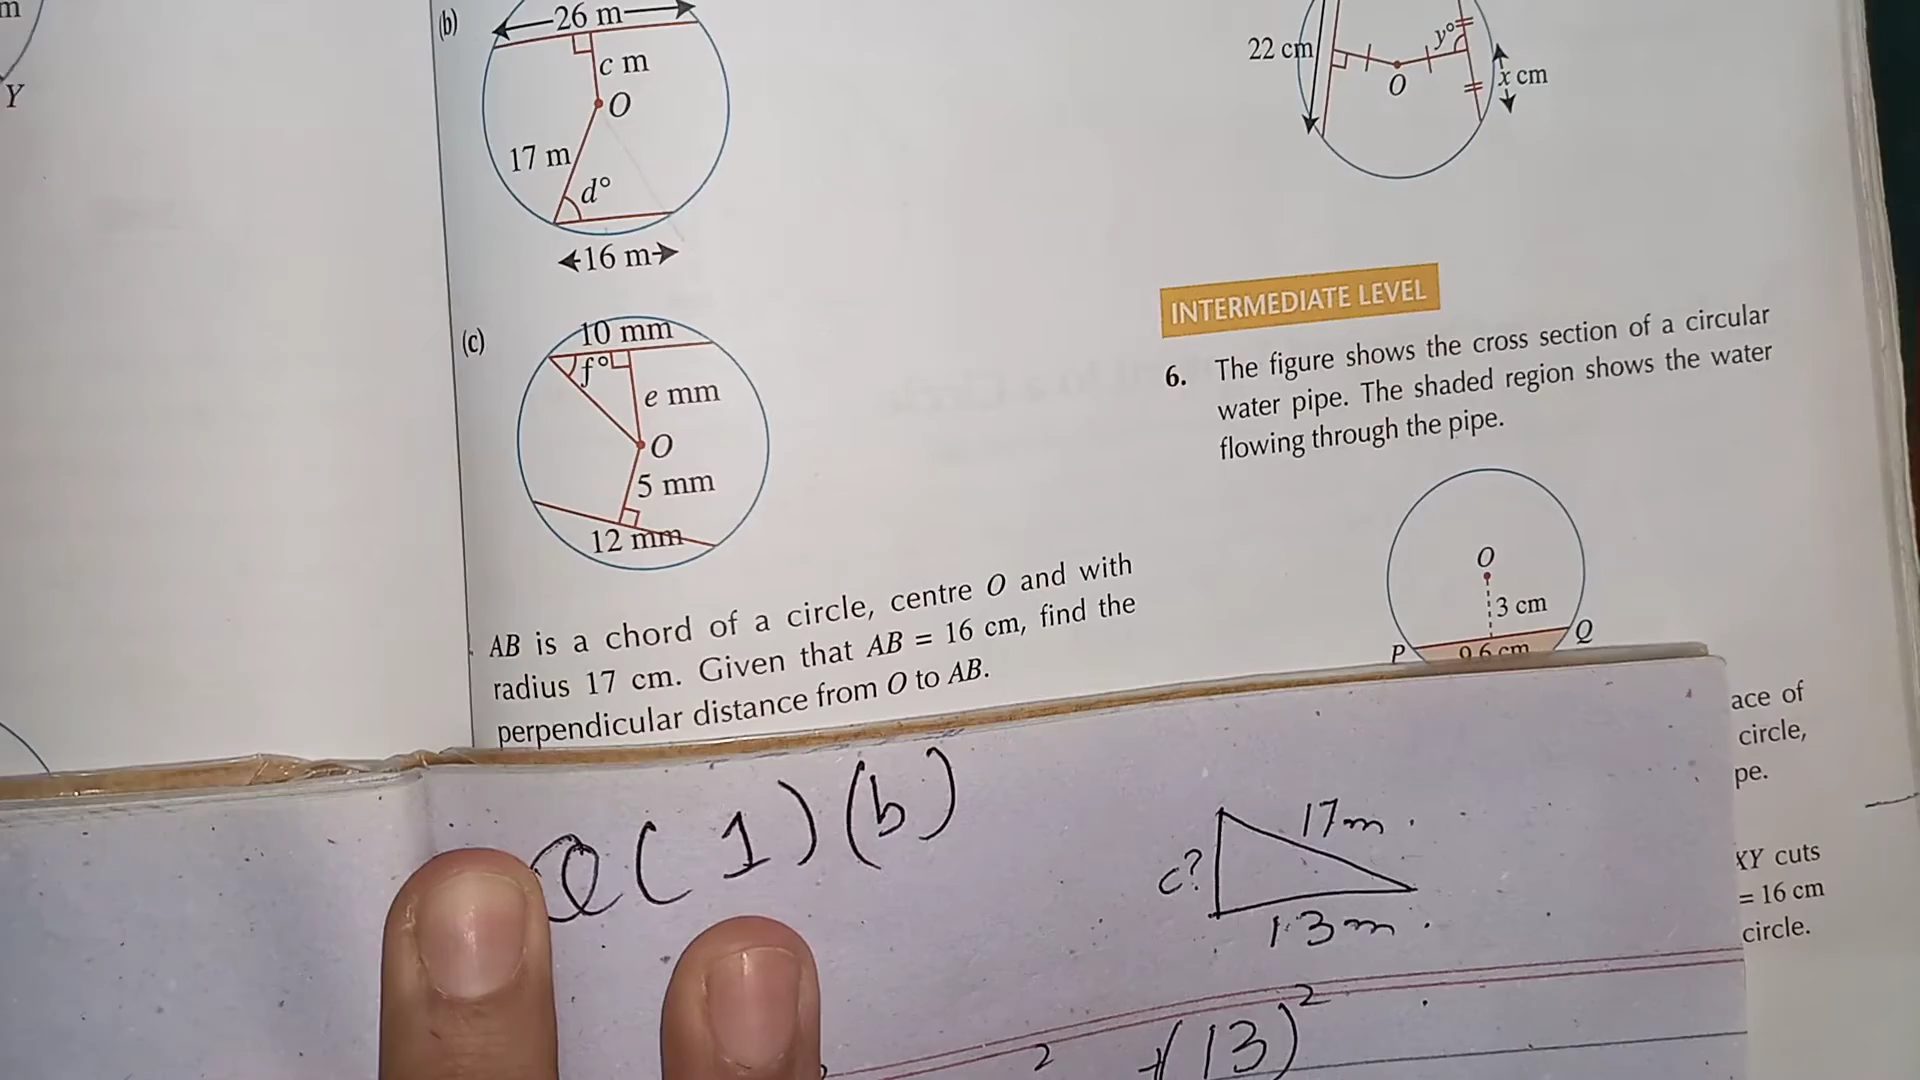 m
Y
(b)
26 m
c m
O
17 m
d°
16 m
(c)
10 mm
f°
e mm
O
5 mm
12 mm
AB is a chord of a circle, centre O and with
radius 17 cm. Given that AB = 16 cm, find the
perpendicular distance from O to AB.
22 cm
y°
O
x cm
INTERMEDIATE LEVEL
6. The figure shows the cross section of a circular
water pipe. The shaded region shows the water
flowing through the pipe.
O
3 cm
P
Q
0.6 cm
ace of
circle,
pe.
XY cuts
= 16 cm
circle.
Q(1)(b)
17m.
c?
13m.
2 +(13)²